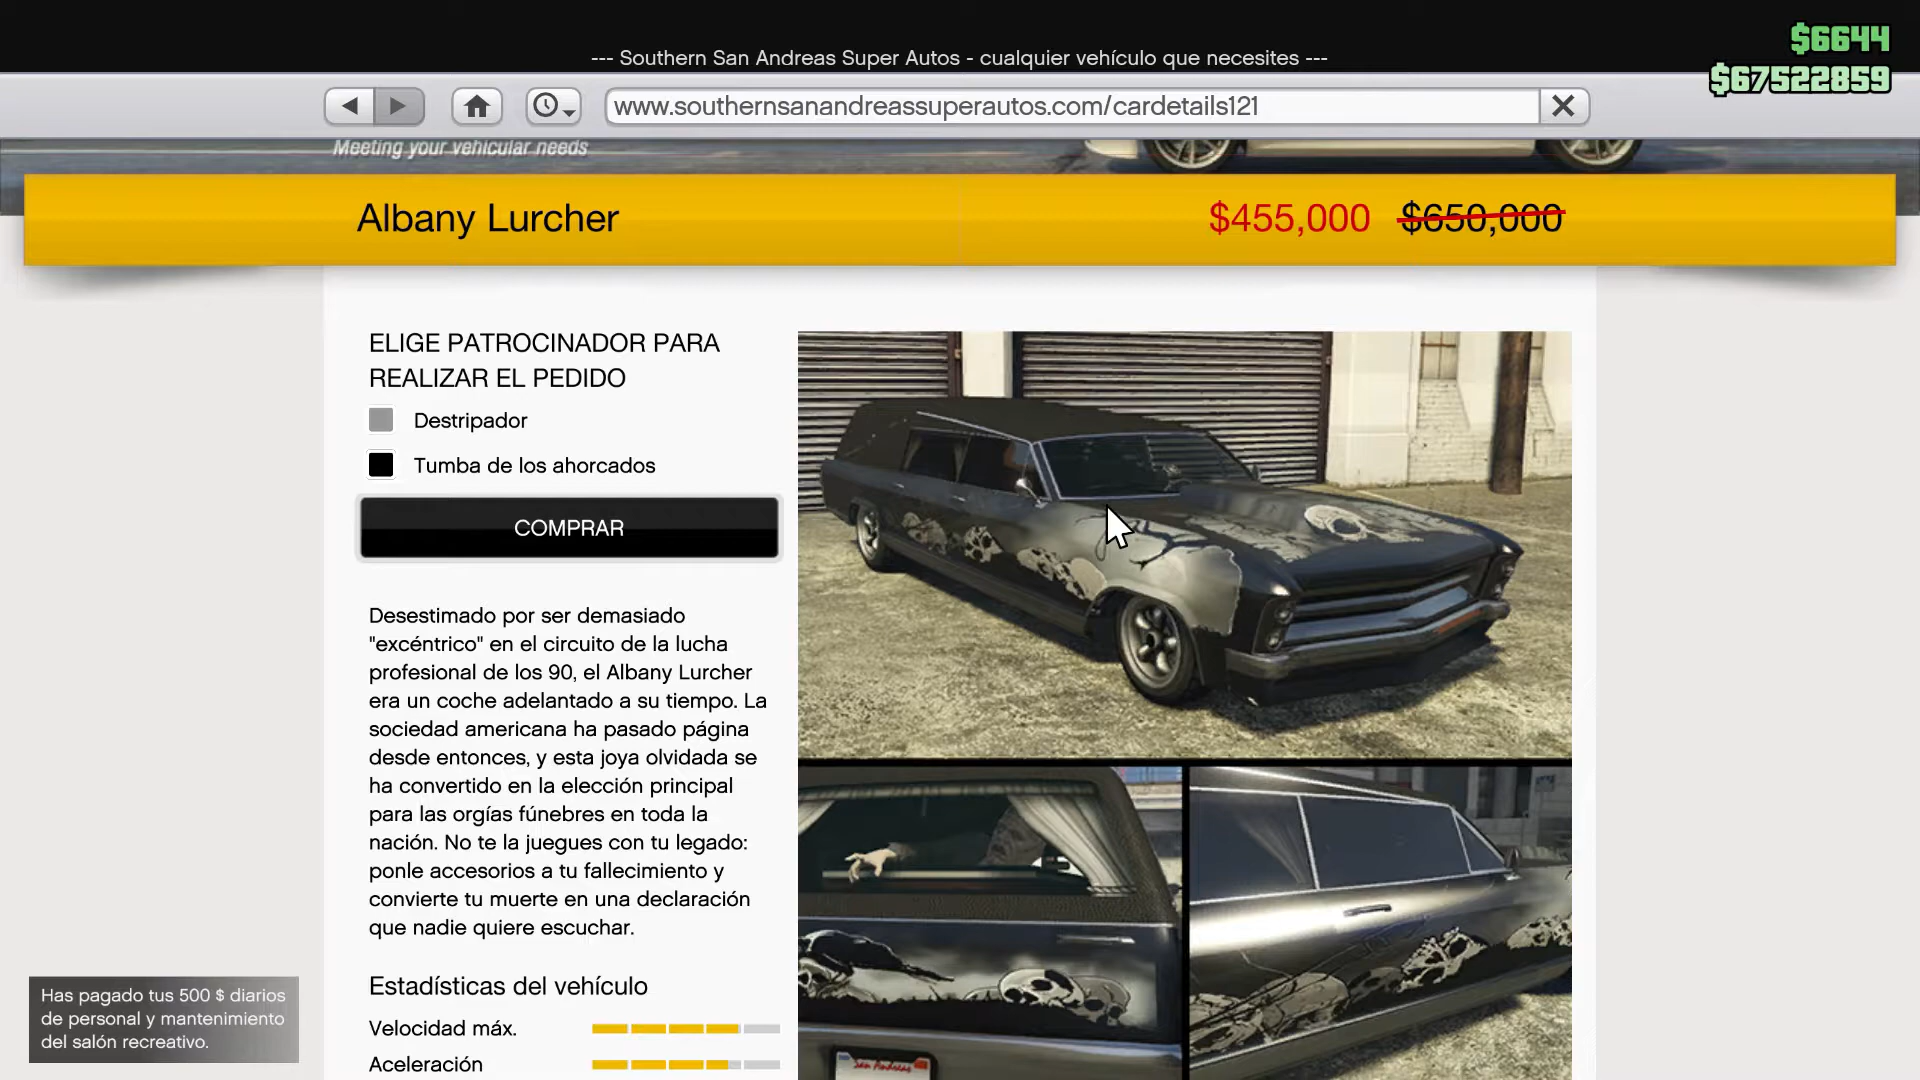 --- Southern San Andreas Super Autos - cualquier vehículo que necesites ---
$6644
$67522859
www.southernsanandreassuperautos.com/cardetails121
Meeting your vehicular needs
Albany Lurcher
$455,000 $650,000
ELIGE PATROCINADOR PARA
REALIZAR EL PEDIDO
Destripador
Tumba de los ahorcados
COMPRAR
Desestimado por ser demasiado
"excéntrico" en el circuito de la lucha
profesional de los 90, el Albany Lurcher
era un coche adelantado a su tiempo. La
sociedad americana ha pasado página
desde entonces, y esta joya olvidada se
ha convertido en la elección principal
para las orgías fúnebres en toda la
nación. No te la juegues con tu legado:
ponle accesorios a tu fallecimiento y
convierte tu muerte en una declaración
que nadie quiere escuchar.
Estadísticas del vehículo
Velocidad máx.
Aceleración
Has pagado tus 500 $ diarios
de personal y mantenimiento
del salón recreativo.
San Andreas